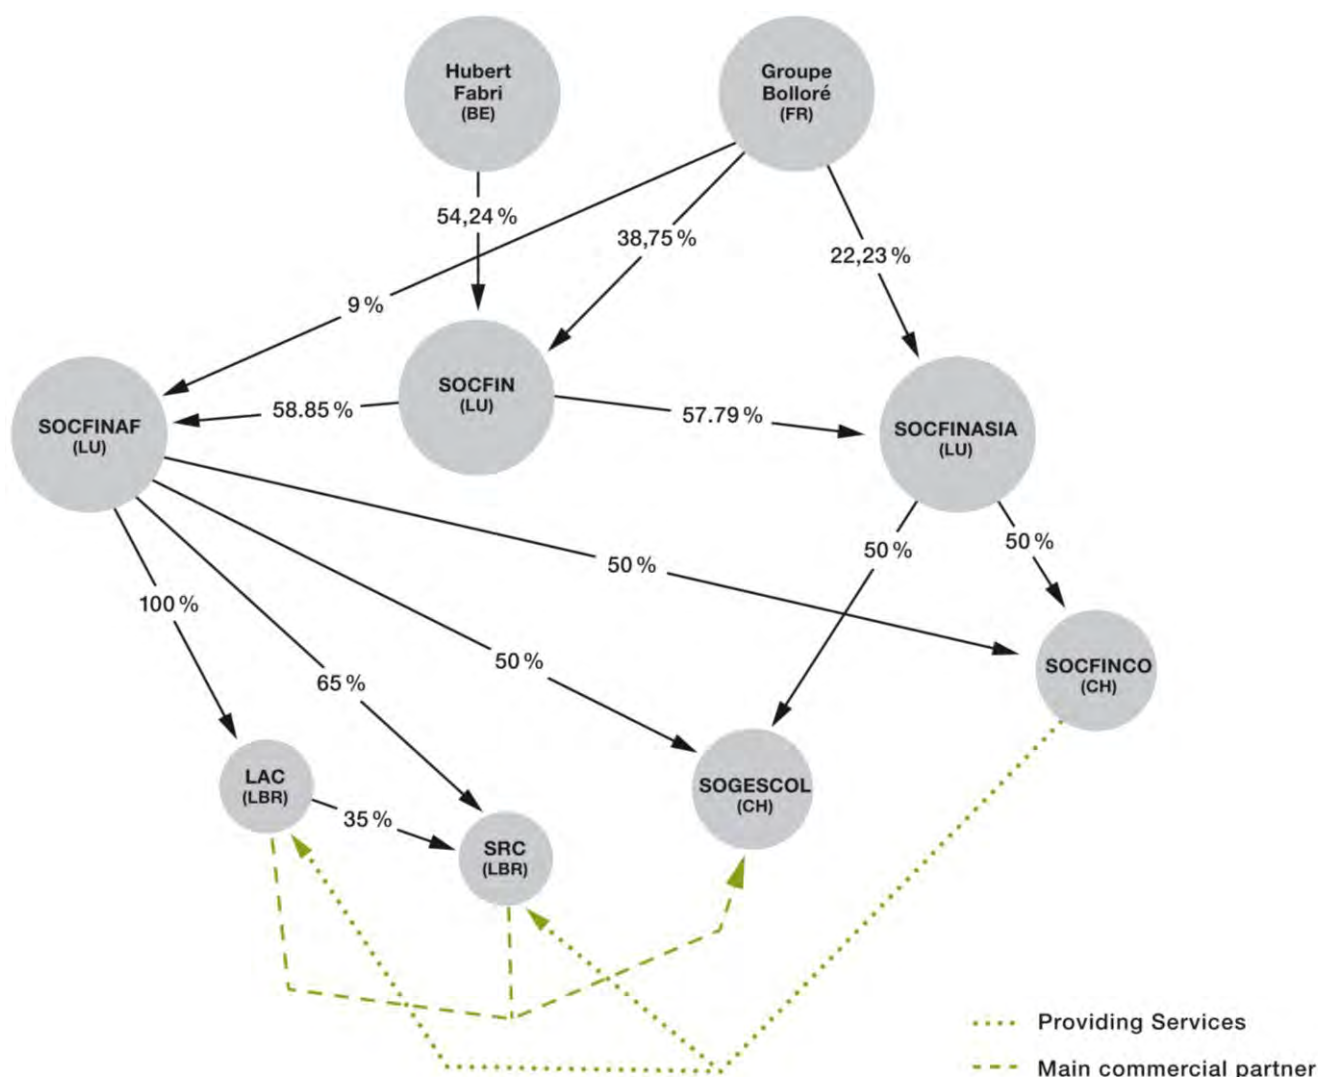 Hubert
Fabri
(BE)
Groupe
Bolloré
(FR)
54,24 %
38,75 %
22,23 %
9 %
SOCFINAF
(LU)
58.85 %
SOCFIN
(LU)
57.79 %
SOCFINASIA
(LU)
50 %
50 %
50 %
100 %
65 %
50 %
SOCFINCO
(CH)
LAC
(LBR)
35 %
SRC
(LBR)
SOGESCOL
(CH)
Providing Services
Main commercial partner